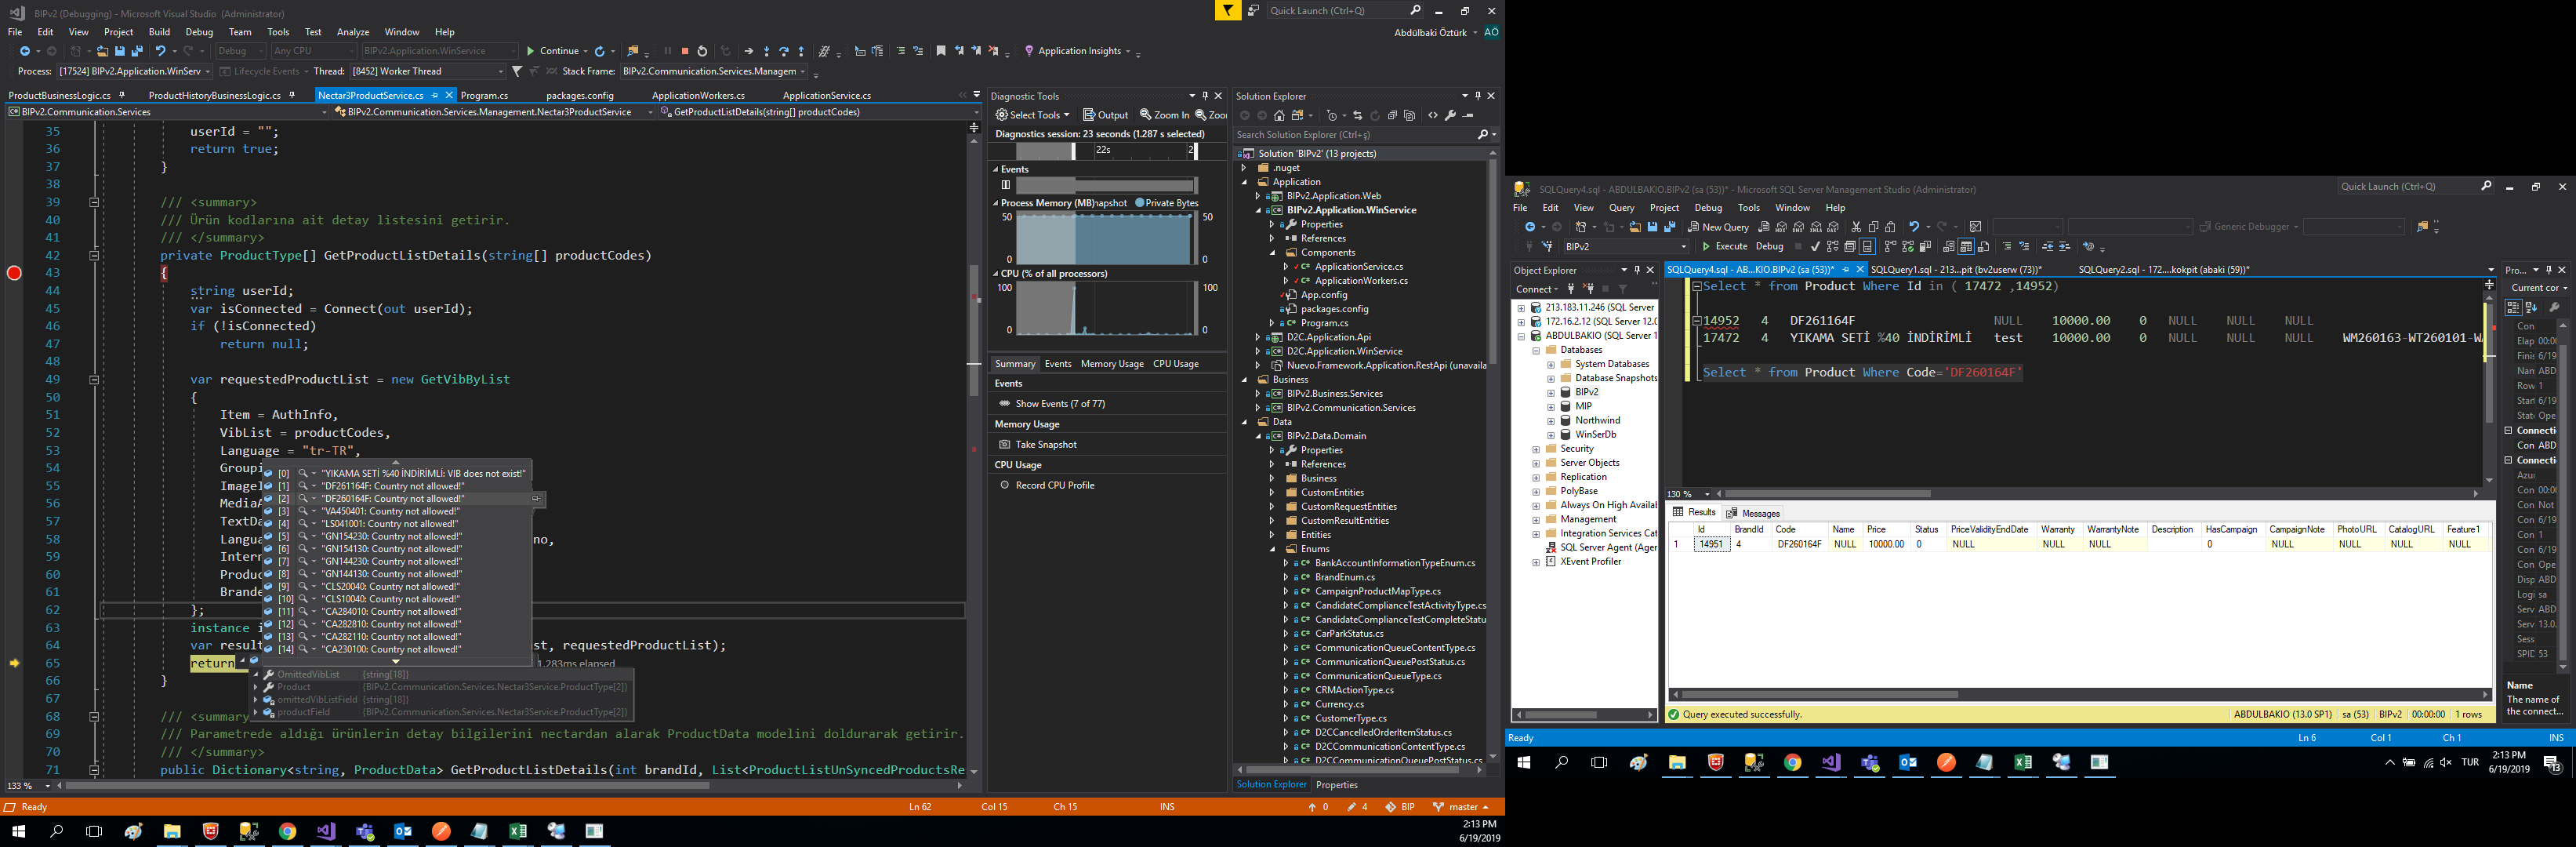 BIPv2 (Debugging) - Microsoft Visual Studio (Administrator)
Quick Launch (Ctrl+Q)
File Edit View Project Build Debug Team Tools Test Analyze Window Help
Abdülbaki Öztürk AÖ
Debug Any CPU BIPv2.Application.WinService Continue Application Insights
Process: [17524] BIPv2.Application.WinServ Lifecycle Events Thread: [8452] Worker Thread Stack Frame: BIPv2.Communication.Services.Managem
ProductBusinessLogic.cs ProductHistoryBusinessLogic.cs Nectar3ProductService.cs Program.cs packages.config ApplicationWorkers.cs ApplicationService.cs
BIPv2.Communication.Services BIPv2.Communication.Services.Management.Nectar3ProductService GetProductListDetails(string[] productCodes)
35 userId = "";
36 return true;
37 }
38
39 /// <summary>
40 /// Ürün kodlarına ait detay listesini getirir.
41 /// </summary>
42 private ProductType[] GetProductListDetails(string[] productCodes)
43 {
44 string userId;
45 var isConnected = Connect(out userId);
46 if (!isConnected)
47 return null;
48
49 var requestedProductList = new GetVibByList
50 {
51 Item = AuthInfo,
52 VibList = productCodes,
53 Language = "tr-TR",
54 Groupi
55 ImageI
56 MediaA
57 TextDa
58 Langua no,
59 Intern
60 Produc
61 Brande
62 };
63 instance i
64 var result st, requestedProductList);
65 return 1.283ms elapsed
66 }
67
68 /// <summary
69 /// Parametrede aldığı ürünlerin detay bilgilerini nectardan alarak ProductData modelini doldurarak getirir.
70 /// </summary>
71 public Dictionary<string, ProductData> GetProductListDetails(int brandId, List<ProductListUnSyncedProductsRe
[0] "YIKAMA SETİ %40 İNDİRİMLİ: VIB does not exist!"
[1] "DF261164F: Country not allowed!"
[2] "DF260164F: Country not allowed!"
[3] "VA450401: Country not allowed!"
[4] "LS041001: Country not allowed!"
[5] "GN154230: Country not allowed!"
[6] "GN154130: Country not allowed!"
[7] "GN144230: Country not allowed!"
[8] "GN144130: Country not allowed!"
[9] "CLS20040: Country not allowed!"
[10] "CLS10040: Country not allowed!"
[11] "CA284010: Country not allowed!"
[12] "CA282810: Country not allowed!"
[13] "CA282110: Country not allowed!"
[14] "CA230100: Country not allowed!"
OmittedVibList {string[18]}
Product {BIPv2.Communication.Services.Nectar3Service.ProductType[2]}
omittedVibListField {string[18]}
productField {BIPv2.Communication.Services.Nectar3Service.ProductType[2]}
133 %
Ready Ln 62 Col 15 Ch 15 INS 0 4 BIP master
Diagnostic Tools
Select Tools Output Zoom In Zoo
Diagnostics session: 23 seconds (1.287 s selected)
22s 2
Events
Process Memory (MB) napshot Private Bytes
50 50
0 0
CPU (% of all processors)
100 100
0 0
Summary Events Memory Usage CPU Usage
Events
Show Events (7 of 77)
Memory Usage
Take Snapshot
CPU Usage
Record CPU Profile
Solution Explorer
Search Solution Explorer (Ctrl+ş)
Solution 'BIPv2' (13 projects)
.nuget
Application
BIPv2.Application.Web
BIPv2.Application.WinService
Properties
References
Components
ApplicationService.cs
ApplicationWorkers.cs
App.config
packages.config
Program.cs
D2C.Application.Api
D2C.Application.WinService
Nuevo.Framework.Application.RestApi (unavaila
Business
BIPv2.Business.Services
BIPv2.Communication.Services
Data
BIPv2.Data.Domain
Properties
References
Business
CustomEntities
CustomRequestEntities
CustomResultEntities
Entities
Enums
BankAccountInformationTypeEnum.cs
BrandEnum.cs
CampaignProductMapType.cs
CandidateComplianceTestActivityType.cs
CandidateComplianceTestCompleteStatu
CarParkStatus.cs
CommunicationQueueContentType.cs
CommunicationQueuePostStatus.cs
CommunicationQueueType.cs
CRMActionType.cs
Currency.cs
CustomerType.cs
D2CCancelledOrderItemStatus.cs
D2CCommunicationContentType.cs
D2CCommunicationQueuePostStatus.cs
Solution Explorer Properties
2:13 PM
6/19/2019
SQLQuery4.sql - ABDULBAKIO.BIPv2 (sa (53))* - Microsoft SQL Server Management Studio (Administrator)
Quick Launch (Ctrl+Q)
File Edit View Query Project Debug Tools Window Help
New Query Generic Debugger
BIPv2 Execute Debug
Object Explorer
Connect
213.183.11.246 (SQL Server
172.16.2.12 (SQL Server 12.0
ABDULBAKIO (SQL Server 1
Databases
System Databases
Database Snapshots
BIPv2
MIP
Northwind
WinSerDb
Security
Server Objects
Replication
PolyBase
Always On High Availal
Management
Integration Services Cat
SQL Server Agent (Agen
XEvent Profiler
SQLQuery4.sql - AB...KIO.BIPv2 (sa (53))* SQLQuery1.sql - 213....pit (bv2userw (73))* SQLQuery2.sql - 172....kokpit (abaki (59))*
Select * from Product Where Id in ( 17472 ,14952)
14952 4 DF261164F NULL 10000.00 0 NULL NULL NULL
17472 4 YIKAMA SETİ %40 İNDİRİMLİ test 10000.00 0 NULL NULL NULL WM260163-WT260101-WA
Select * from Product Where Code='DF260164F'
130 %
Results Messages
Id BrandId Code Name Price Status PriceValidityEndDate Warranty WarrantyNote Description HasCampaign CampaignNote PhotoURL CatalogURL Feature1
1 14951 4 DF260164F NULL 10000.00 0 NULL NULL NULL 0 NULL NULL NULL NULL
Query executed successfully. ABDULBAKIO (13.0 SP1) sa (53) BIPv2 00:00:00 1 rows
Pro...
Current cor
Con
Elap 00:0
Finis 6/19
Nan ABD
Row 1
Start 6/19
Stat Ope
Connecti
Con ABD
Connecti
Azur
Con 00:0
Con Not
Con 6/19
Con 1
Con 6/19
Con Ope
Disp ABD
Logi sa
Serv ABD
Serv 13.0.
Sess
SPID 53
Name
The name of
the connect...
Ready Ln 6 Col 1 Ch 1 INS
TUR 2:13 PM
6/19/2019 13